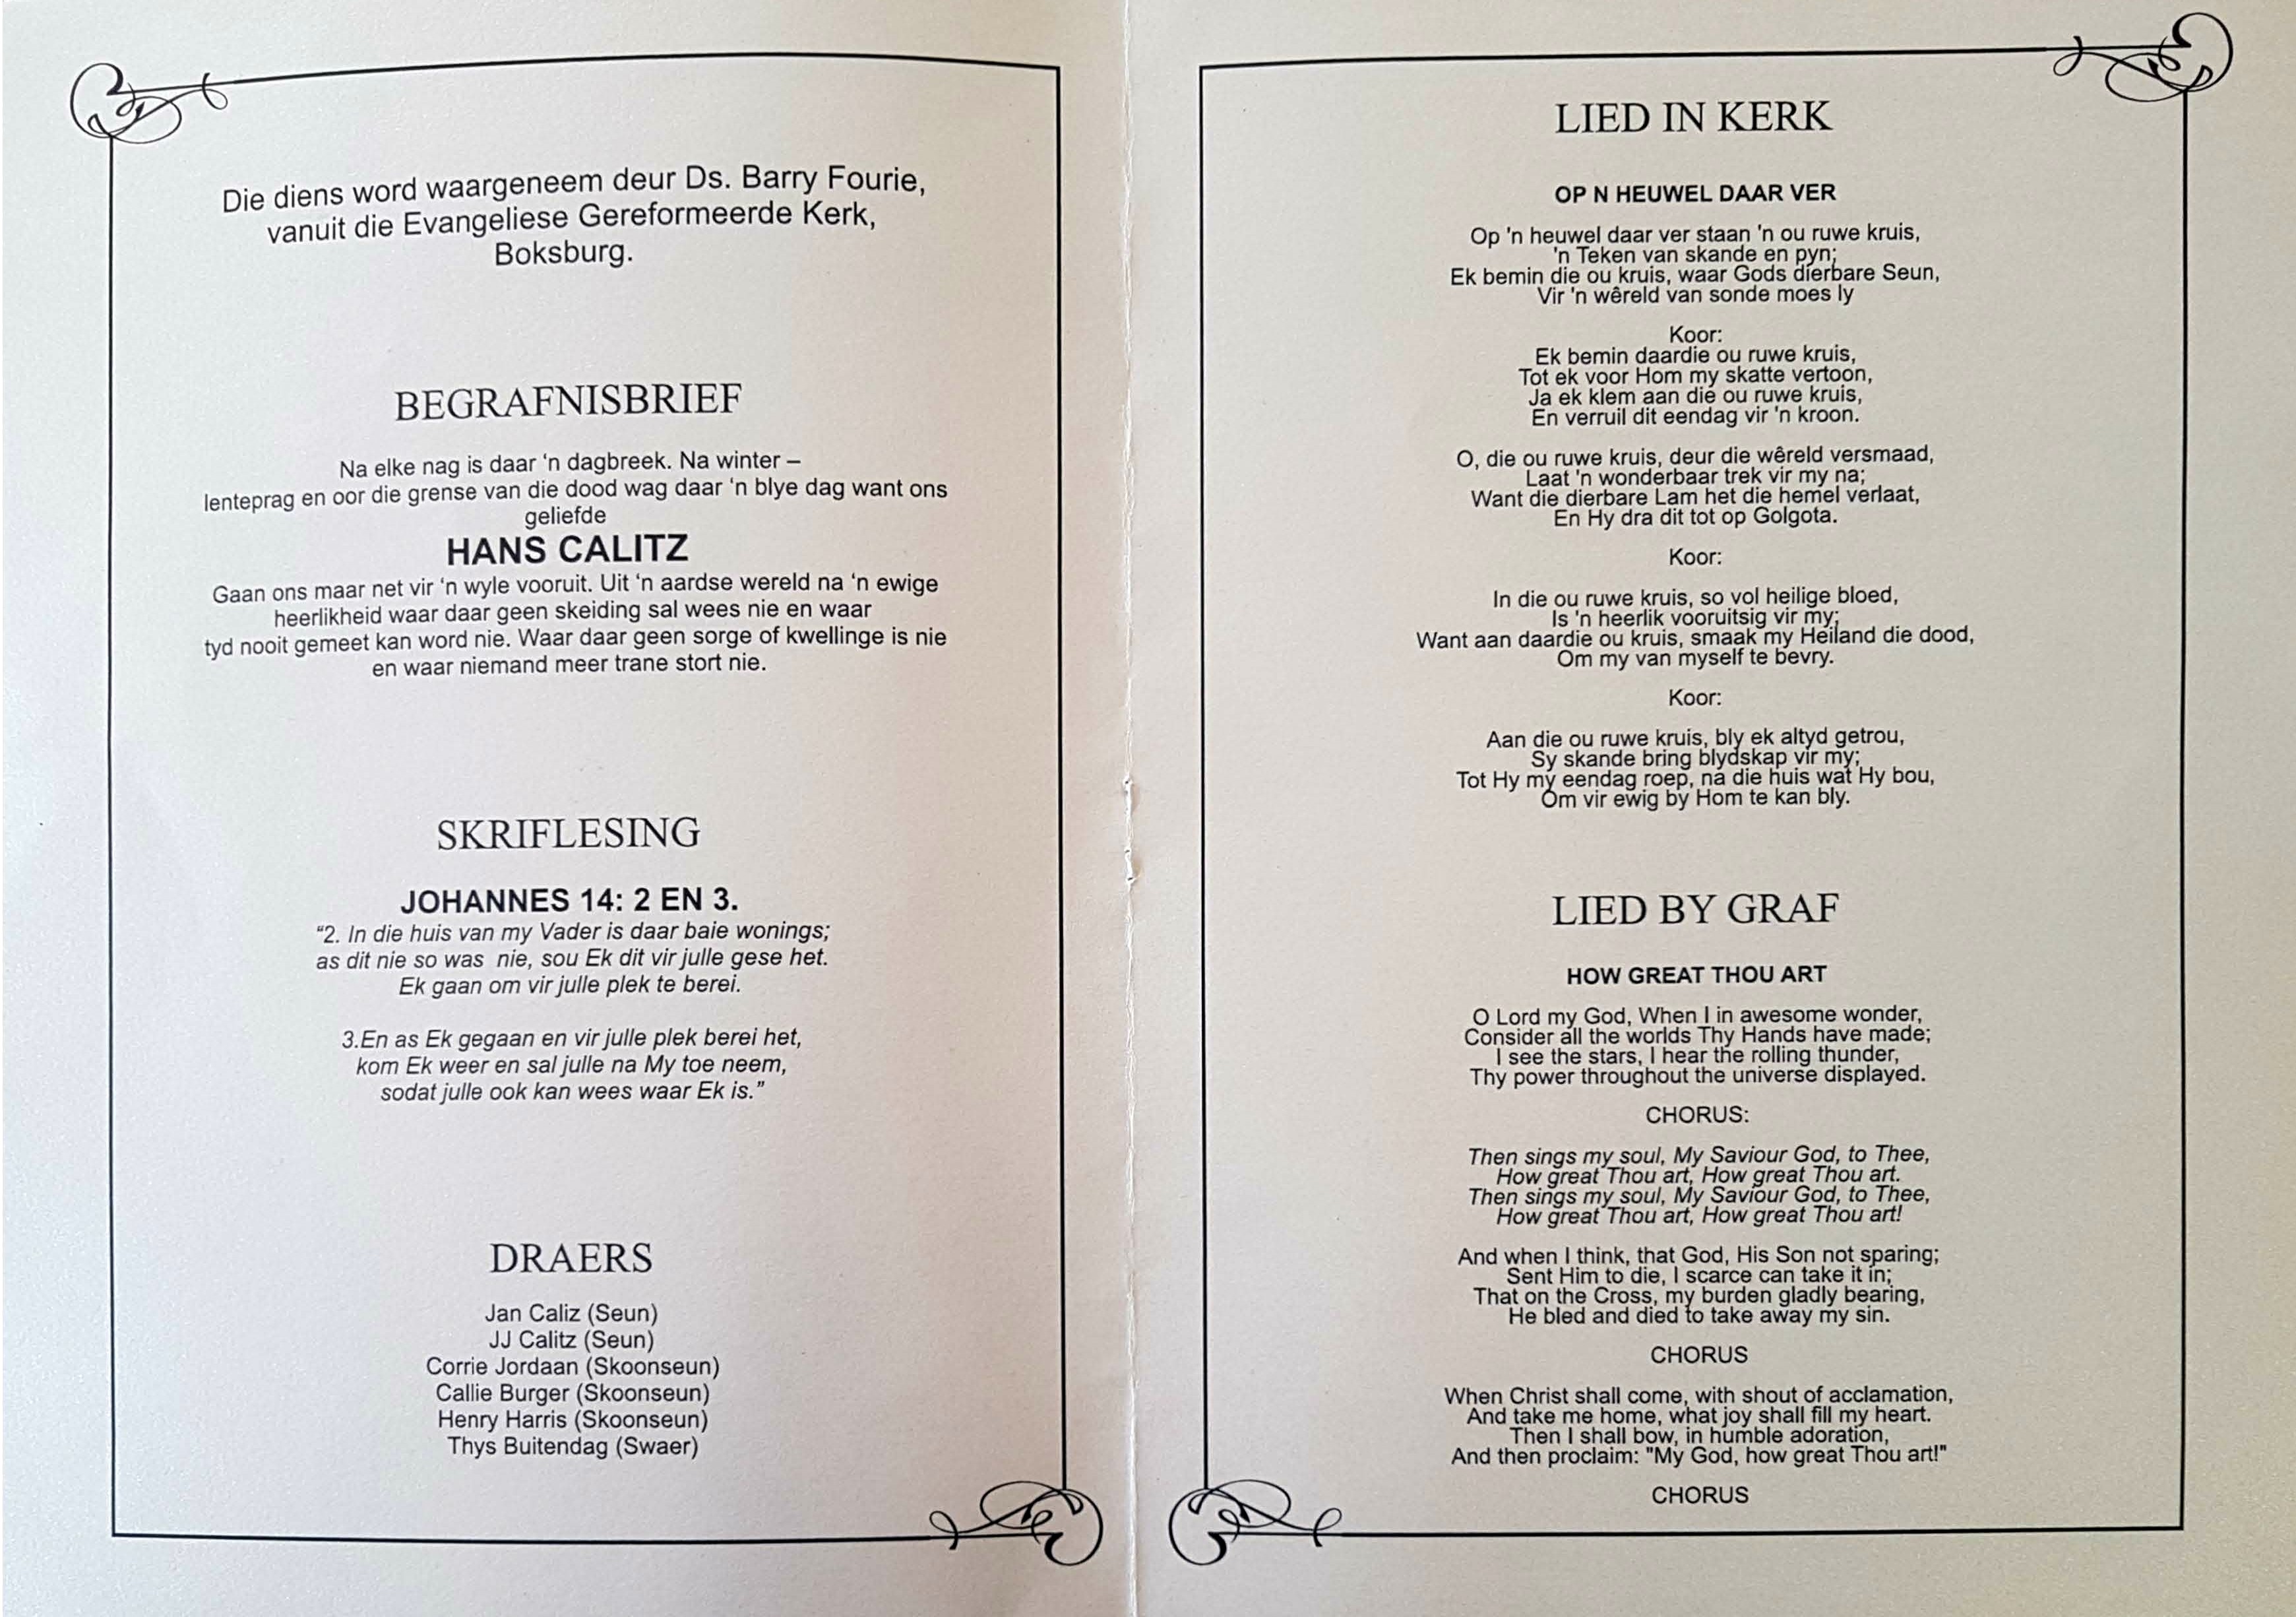 Die diens word waargeneem deur Ds. Barry Fourie,
vanuit die Evangeliese Gereformeerde Kerk,
Boksburg.
BEGRAFNISBRIEF
Na elke nag is daar ‘n dagbreek. Na winter –
lenteprag en oor die grense van die dood wag daar ‘n blye dag want ons
geliefde
HANS CALITZ
Gaan ons maar net vir ‘n wyle vooruit. Uit ‘n aardse wereld na ‘n ewige
heerlikheid waar daar geen skeiding sal wees nie en waar
tyd nooit gemeet kan word nie. Waar daar geen sorge of kwellinge is nie
en waar niemand meer trane stort nie.
SKRIFLESING
JOHANNES 14: 2 EN 3.
“2. In die huis van my Vader is daar baie wonings;
as dit nie so was  nie, sou Ek dit vir julle gese het.
Ek gaan om vir julle plek te berei.
3.En as Ek gegaan en vir julle plek berei het,
kom Ek weer en sal julle na My toe neem,
sodat julle ook kan wees waar Ek is.”
DRAERS
Jan Caliz (Seun)
JJ Calitz (Seun)
Corrie Jordaan (Skoonseun)
Callie Burger (Skoonseun)
Henry Harris (Skoonseun)
Thys Buitendag (Swaer)
LIED IN KERK
OP N HEUWEL DAAR VER
Op 'n heuwel daar ver staan 'n ou ruwe kruis,
'n Teken van skande en pyn;
Ek bemin die ou kruis, waar Gods dierbare Seun,
Vir 'n wêreld van sonde moes ly
Koor:
Ek bemin daardie ou ruwe kruis,
Tot ek voor Hom my skatte vertoon,
Ja ek klem aan die ou ruwe kruis,
En verruil dit eendag vir 'n kroon.
O, die ou ruwe kruis, deur die wêreld versmaad,
Laat 'n wonderbaar trek vir my na;
Want die dierbare Lam het die hemel verlaat,
En Hy dra dit tot op Golgota.
Koor:
In die ou ruwe kruis, so vol heilige bloed,
Is 'n heerlik vooruitsig vir my;
Want aan daardie ou kruis, smaak my Heiland die dood,
Om my van myself te bevry.
Koor:
Aan die ou ruwe kruis, bly ek altyd getrou,
Sy skande bring blydskap vir my;
Tot Hy my eendag roep, na die huis wat Hy bou,
Om vir ewig by Hom te kan bly.
LIED BY GRAF
HOW GREAT THOU ART
O Lord my God, When I in awesome wonder,
Consider all the worlds Thy Hands have made;
I see the stars, I hear the rolling thunder,
Thy power throughout the universe displayed.
CHORUS:
Then sings my soul, My Saviour God, to Thee,
How great Thou art, How great Thou art.
Then sings my soul, My Saviour God, to Thee,
How great Thou art, How great Thou art!
And when I think, that God, His Son not sparing;
Sent Him to die, I scarce can take it in;
That on the Cross, my burden gladly bearing,
He bled and died to take away my sin.
CHORUS
When Christ shall come, with shout of acclamation,
And take me home, what joy shall fill my heart.
Then I shall bow, in humble adoration,
And then proclaim: "My God, how great Thou art!"
CHORUS